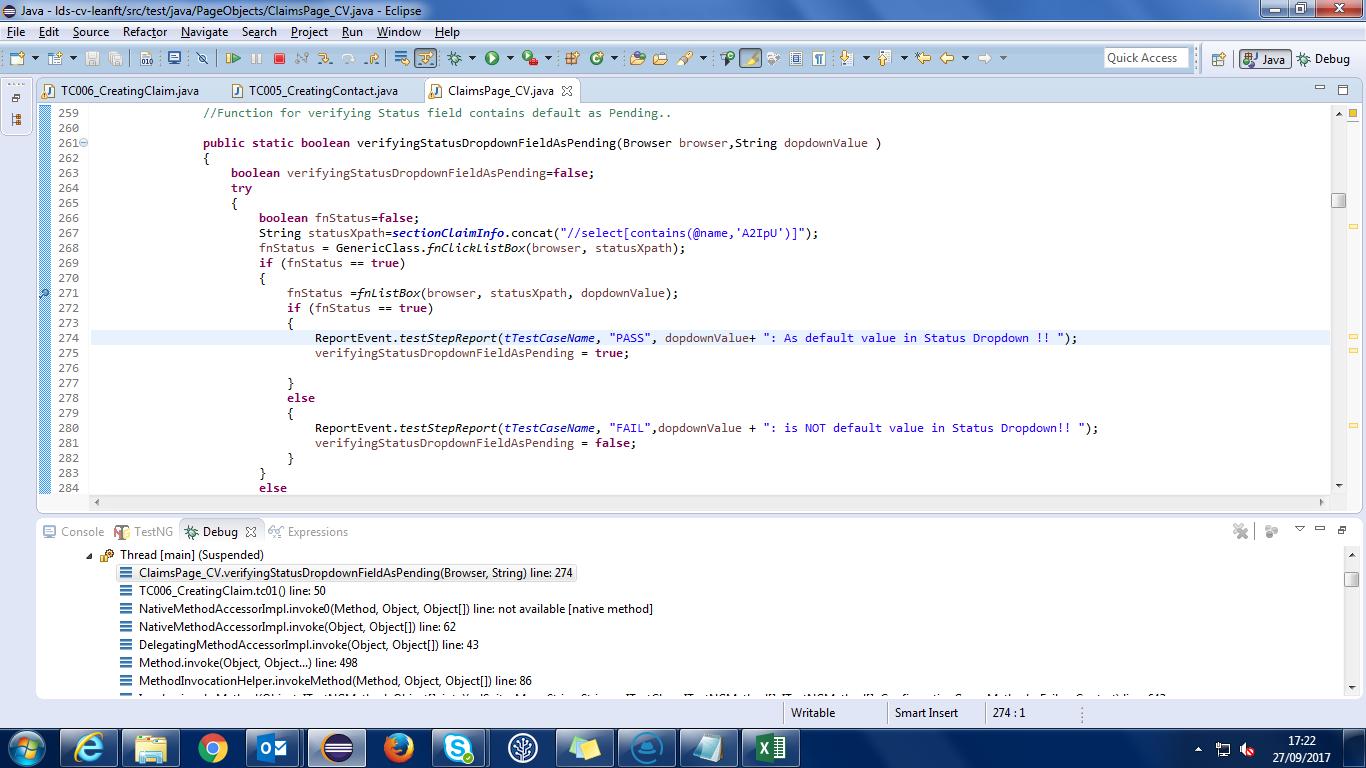 Java - lds-cv-leanft/src/test/java/PageObjects/ClaimsPage_CV.java - Eclipse
File Edit Source Refactor Navigate Search Project Run Window Help
Quick Access
Java
Debug
TC006_CreatingClaim.java
TC005_CreatingContact.java
ClaimsPage_CV.java
259 //Function for verifying Status field contains default as Pending..
260
261 public static boolean verifyingStatusDropdownFieldAsPending(Browser browser,String dopdownValue )
262 {
263 boolean verifyingStatusDropdownFieldAsPending=false;
264 try
265 {
266 boolean fnStatus=false;
267 String statusXpath=sectionClaimInfo.concat("//select[contains(@name,'A2IpU')]");
268 fnStatus = GenericClass.fnClickListBox(browser, statusXpath);
269 if (fnStatus == true)
270 {
271 fnStatus =fnListBox(browser, statusXpath, dopdownValue);
272 if (fnStatus == true)
273 {
274 ReportEvent.testStepReport(tTestCaseName, "PASS", dopdownValue+ ": As default value in Status Dropdown !! ");
275 verifyingStatusDropdownFieldAsPending = true;
276
277 }
278 else
279 {
280 ReportEvent.testStepReport(tTestCaseName, "FAIL",dopdownValue + ": is NOT default value in Status Dropdown!! ");
281 verifyingStatusDropdownFieldAsPending = false;
282 }
283 }
284 else
Console TestNG Debug Expressions
Thread [main] (Suspended)
ClaimsPage_CV.verifyingStatusDropdownFieldAsPending(Browser, String) line: 274
TC006_CreatingClaim.tc01() line: 50
NativeMethodAccessorImpl.invoke0(Method, Object, Object[]) line: not available [native method]
NativeMethodAccessorImpl.invoke(Object, Object[]) line: 62
DelegatingMethodAccessorImpl.invoke(Object, Object[]) line: 43
Method.invoke(Object, Object...) line: 498
MethodInvocationHelper.invokeMethod(Method, Object, Object[]) line: 86
Writable
Smart Insert
274 : 1
17:22
27/09/2017